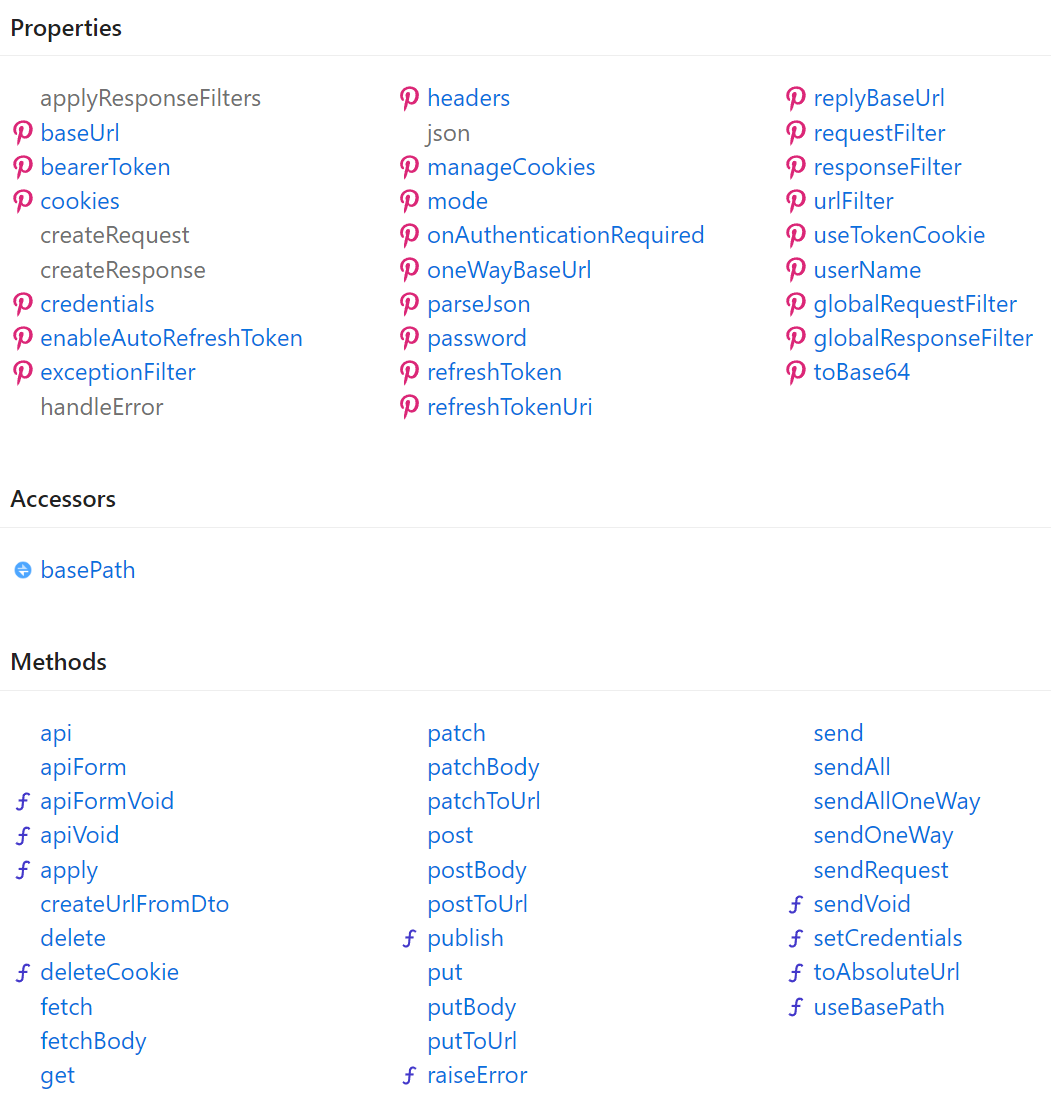 Properties
applyResponseFilters
baseUrl
bearerToken
cookies
createRequest
createResponse
credentials
enableAutoRefreshToken
exceptionFilter
handleError
headers
json
manageCookies
mode
onAuthenticationRequired
oneWayBaseUrl
parseJson
password
refreshToken
refreshTokenUri
replyBaseUrl
requestFilter
responseFilter
urlFilter
useTokenCookie
userName
globalRequestFilter
globalResponseFilter
toBase64
Accessors
basePath
Methods
api
apiForm
apiFormVoid
apiVoid
apply
createUrlFromDto
delete
deleteCookie
fetch
fetchBody
get
patch
patchBody
patchToUrl
post
postBody
postToUrl
publish
put
putBody
putToUrl
raiseError
send
sendAll
sendAllOneWay
sendOneWay
sendRequest
sendVoid
setCredentials
toAbsoluteUrl
useBasePath